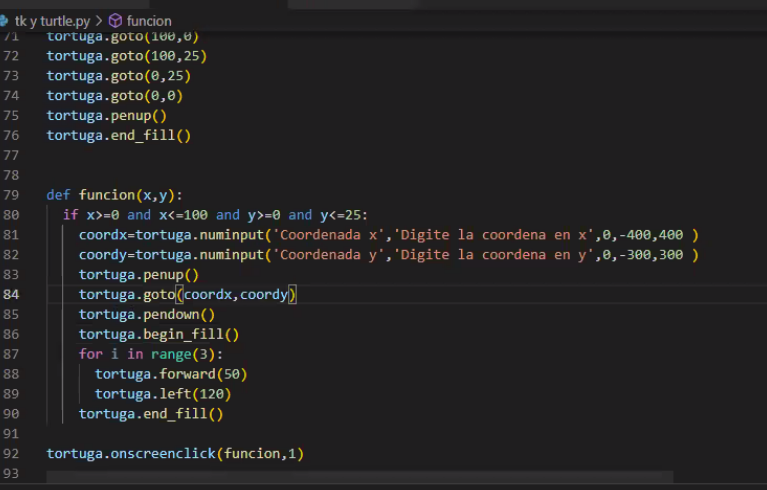 tk y turtle.py > funcion
71 tortuga.goto(100,0)
72 tortuga.goto(100,25)
73 tortuga.goto(0,25)
74 tortuga.goto(0,0)
75 tortuga.penup()
76 tortuga.end_fill()
77
78
79 def funcion(x,y):
80 if x>=0 and x<=100 and y>=0 and y<=25:
81 coordx=tortuga.numinput('Coordenada x','Digite la coordena en x',0,-400,400 )
82 coordy=tortuga.numinput('Coordenada y','Digite la coordena en y',0,-300,300 )
83 tortuga.penup()
84 tortuga.goto(coordx,coordy)
85 tortuga.pendown()
86 tortuga.begin_fill()
87 for i in range(3):
88 tortuga.forward(50)
89 tortuga.left(120)
90 tortuga.end_fill()
91
92 tortuga.onscreenclick(funcion,1)
93